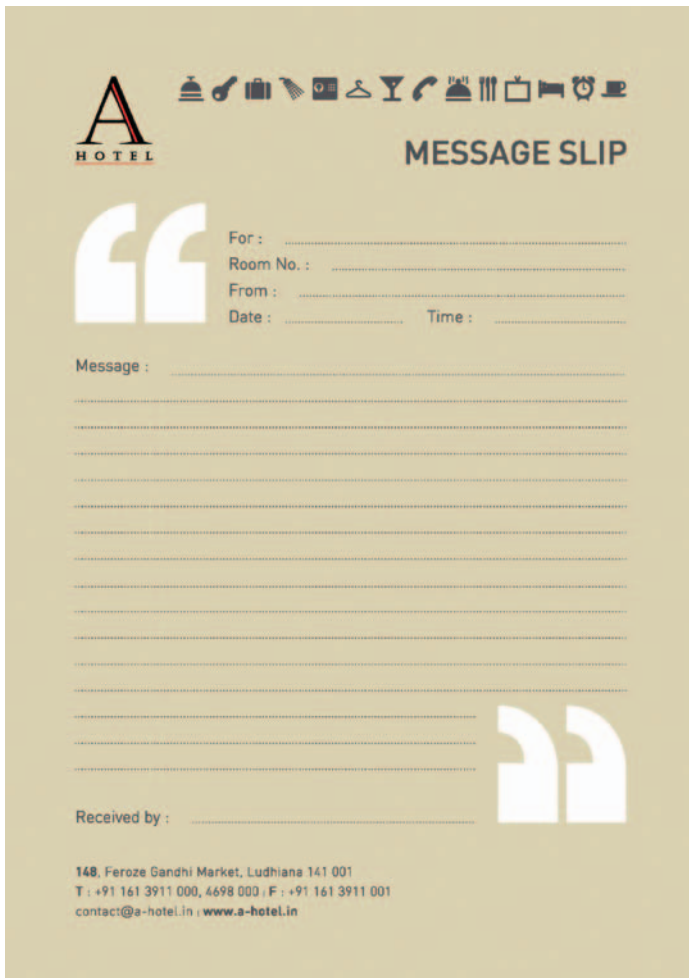 A
HOTEL
MESSAGE SLIP
For :
Room No. :
From :
Date : Time :
Message :
Received by :
148, Feroze Gandhi Market, Ludhiana 141 001
T : +91 161 3911 000, 4698 000 | F : +91 161 3911 001
contact@a-hotel.in | www.a-hotel.in